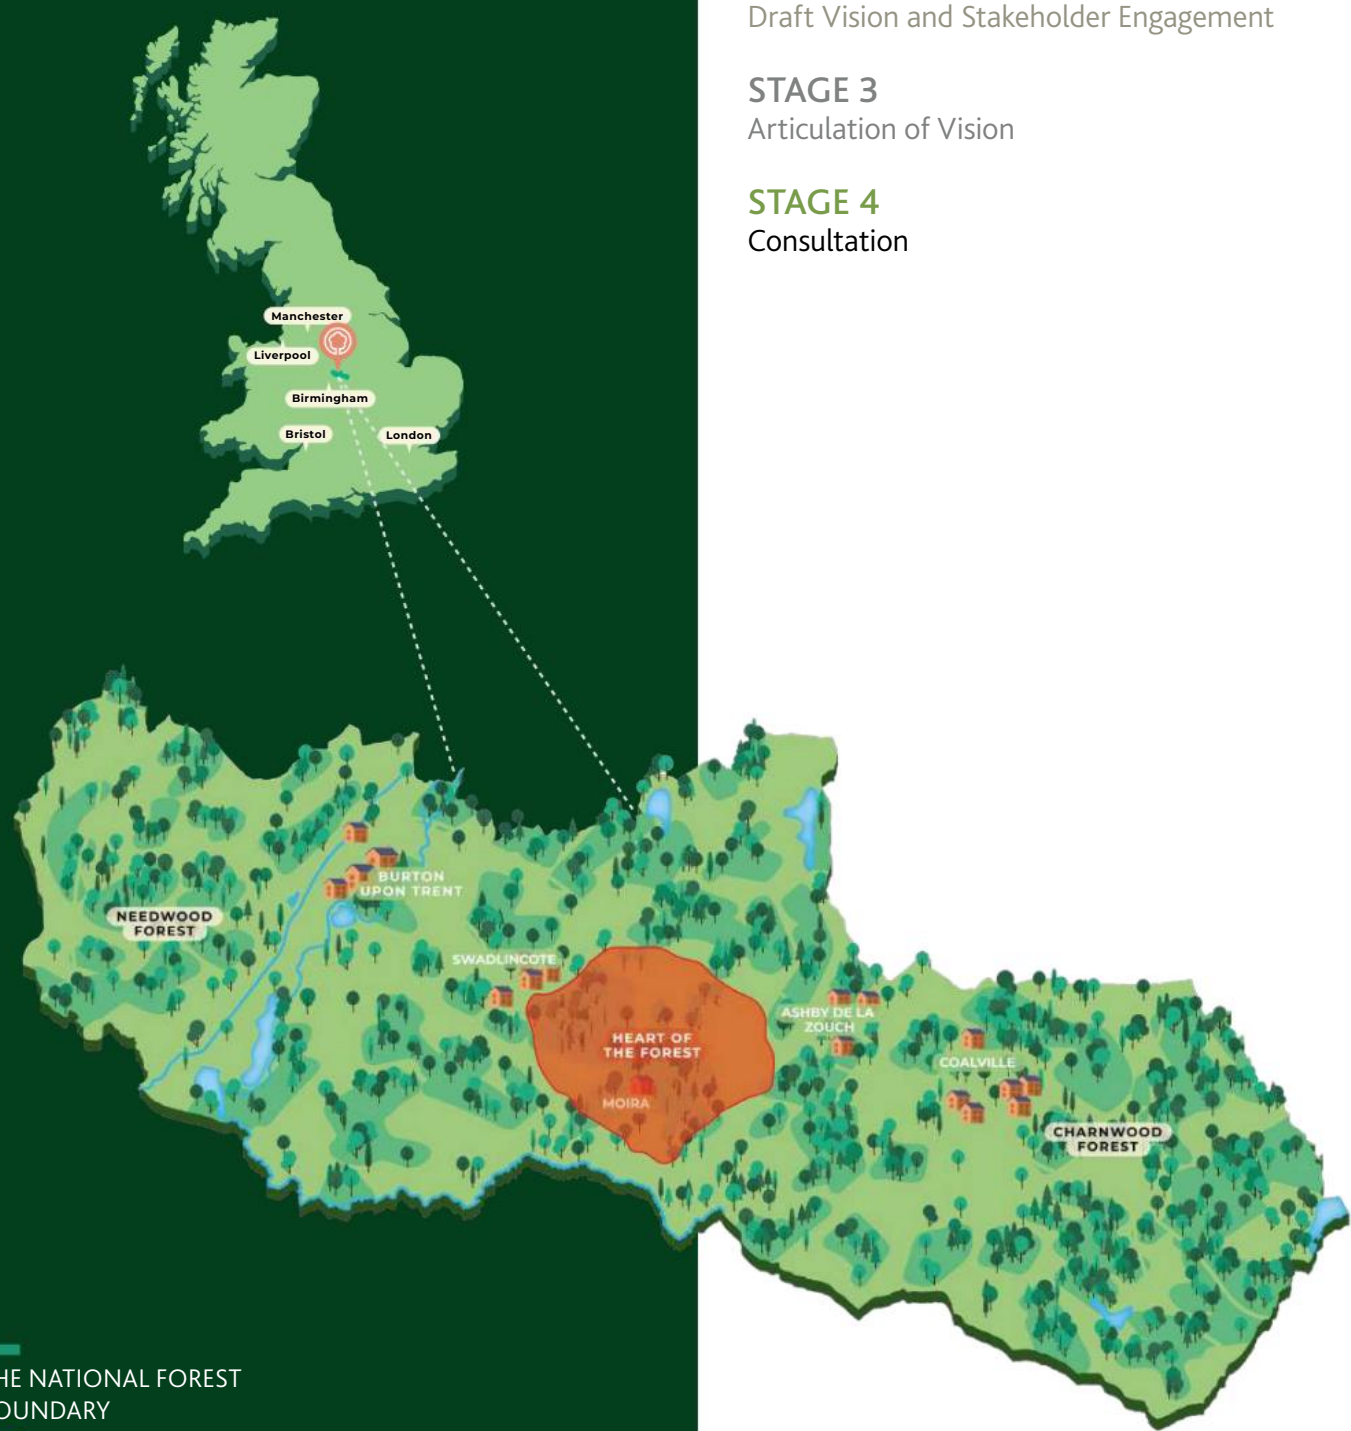 Draft Vision and Stakeholder Engagement
STAGE 3
Articulation of Vision
STAGE 4
Consultation
Manchester
Liverpool
Birmingham
Bristol
London
BURTON
UPON TRENT
NEEDWOOD
FOREST
SWADLINCOTE
HEART OF
THE FOREST
MOIRA
ASHBY DE LA
ZOUCH
COALVILLE
CHARNWOOD
FOREST
HE NATIONAL FOREST
OUNDARY